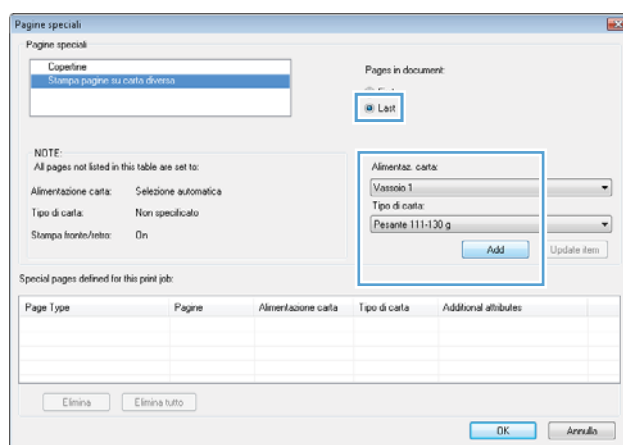 Pagine speciali
Pagine speciali
Copertine
Stampa pagine su carta diversa
Pages in document:
Last
NOTE:
All pages not listed in this table are set to:
Alimentazione carta: Selezione automatica
Tipo di carta: Non specificato
Stampa fronte/retro: On
Alimentaz. carta:
Vassoio 1
Tipo di carta:
Pesante 111-130 g
Add Update item
Special pages defined for this print job:
Page Type Pagine Alimentazione carta Tipo di carta Additional attributes
Elimina Elimina tutto
OK Annulla